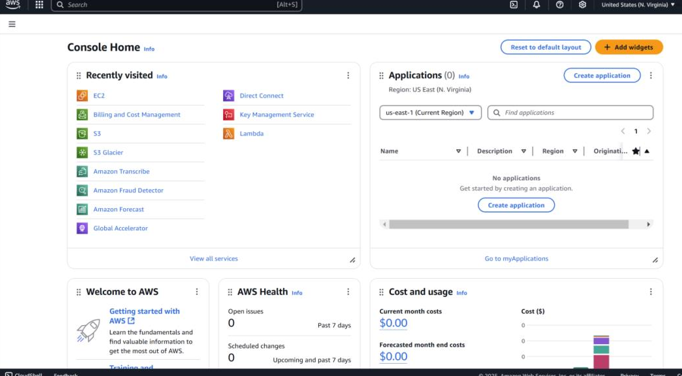 aws
Search
[Alt+S]
United States (N. Virginia)
Console Home Info
Reset to default layout
+ Add widgets
Recently visited Info
EC2
Billing and Cost Management
S3
S3 Glacier
Amazon Transcribe
Amazon Fraud Detector
Amazon Forecast
Global Accelerator
Direct Connect
Key Management Service
Lambda
View all services
Applications (0) Info
Create application
Region: US East (N. Virginia)
us-east-1 (Current Region)
Find applications
1
Name
Description
Region
Originati...
No applications
Get started by creating an application.
Create application
Go to myApplications
Welcome to AWS
Getting started with
AWS
Learn the fundamentals and
find valuable information to
get the most out of AWS.
Training and
AWS Health Info
Open issues
0
Past 7 days
Scheduled changes
0
Upcoming and past 7 days
Cost and usage Info
Current month costs
$0.00
Forecasted month end costs
$0.00
Cost ($)
0
0
0
CloudShell
Feedback